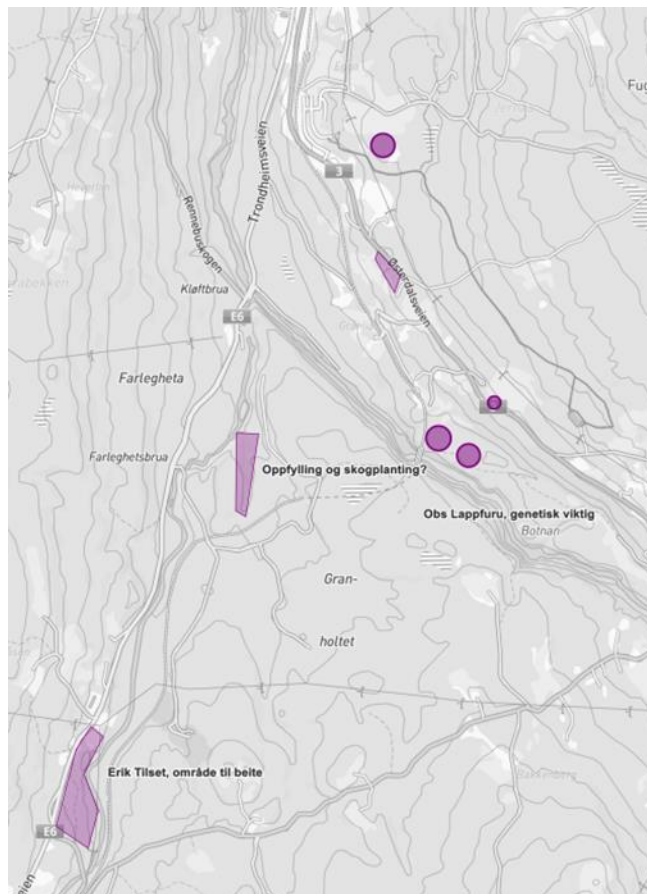 Fug
Trondheimsveien
3
Rennebuskogen
Kløftbrua
Østerdalsveien
E6
Farlegheta
Farleghetsbrua
Oppfylling og skogplanting?
Obs Lappfuru, genetisk viktig
Botnan
Gran-
holtet
Erik Tilset, område til beite
E6
eien